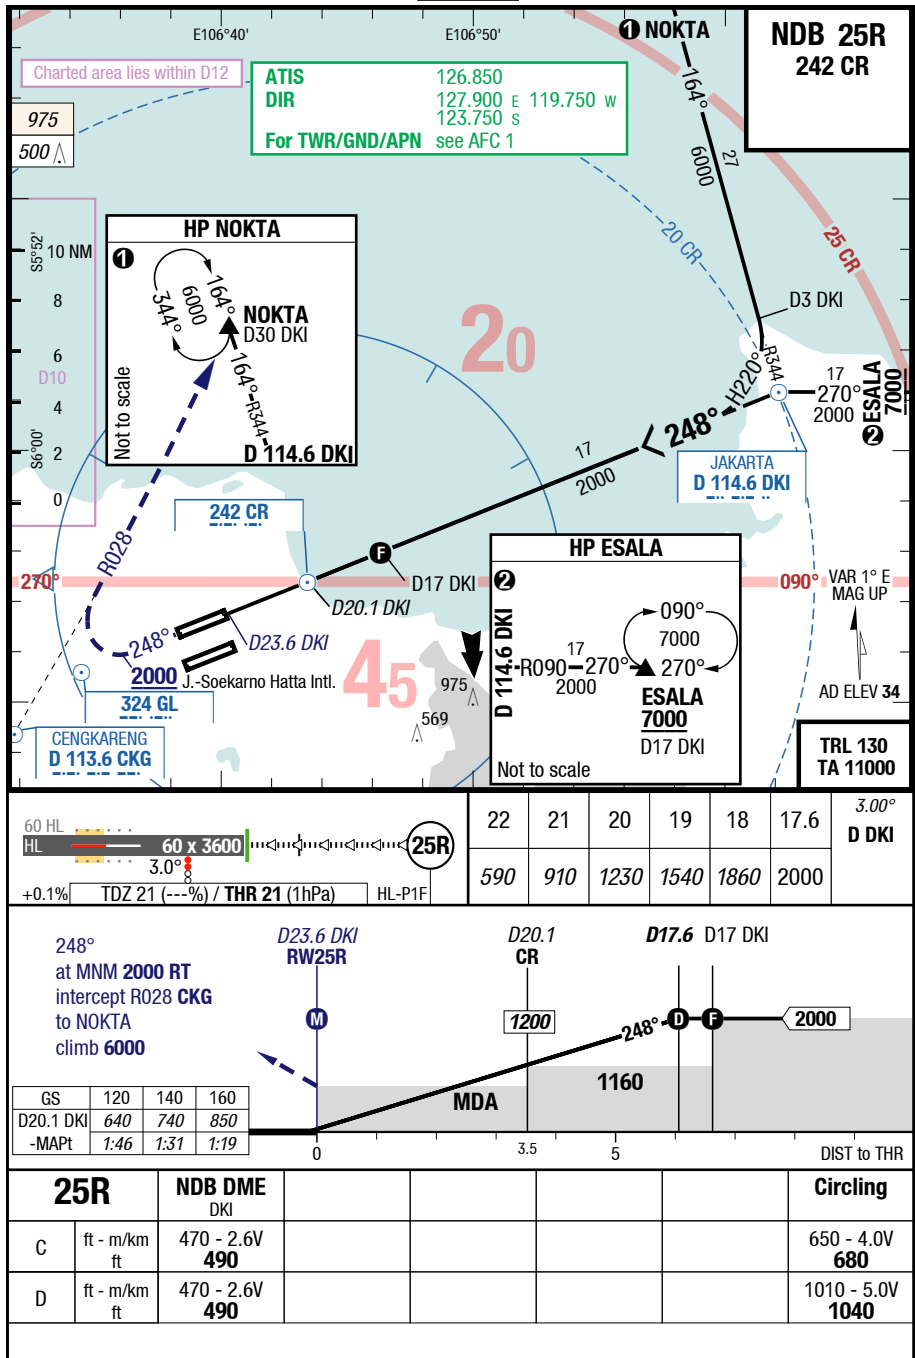 E106°40'
E106°50'
❶ NOKTA
NDB 25R
242 CR
Charted area lies within D12
ATIS 126.850
DIR 127.900 E 119.750 W
123.750 S
For TWR/GND/APN see AFC 1
975
500
164°
27
6000
20 CR
25 CR
S5°52'
10 NM
8
6
D10
4
S6°00'
2
0
HP NOKTA
❶
164°
6000
344°
NOKTA
D30 DKI
164°-R344-
D 114.6 DKI
Not to scale
20
D3 DKI
R344
H220°
17
270°
2000
❷ ESALA
7000
248°
17
2000
JAKARTA
D 114.6 DKI
242 CR
R028
F
D17 DKI
270°
D20.1 DKI
090°
VAR 1° E
MAG UP
AD ELEV 34
248°
D23.6 DKI
2000
J.-Soekarno Hatta Intl.
45
975
569
324 GL
CENGKARENG
D 113.6 CKG
HP ESALA
❷
D 114.6 DKI
R090
17
270°
2000
090°
7000
270°
ESALA
7000
D17 DKI
Not to scale
TRL 130
TA 11000
60 HL
HL
60 x 3600
25R
3.0°
+0.1%
TDZ 21 (---%) / THR 21 (1hPa)
HL-P1F
22 21 20 19 18 17.6 3.00°
D DKI
590 910 1230 1540 1860 2000
248°
at MNM 2000 RT
intercept R028 CKG
to NOKTA
climb 6000
D23.6 DKI
RW25R
D20.1
CR
D17.6 D17 DKI
M
1200
248°
D
F
2000
MDA
1160
GS 120 140 160
D20.1 DKI 640 740 850
-MAPt 1:46 1:31 1:19
0
3.5
5
DIST to THR
25R NDB DME Circling
DKI
C ft - m/km 470 - 2.6V 650 - 4.0V
ft 490 680
D ft - m/km 470 - 2.6V 1010 - 5.0V
ft 490 1040